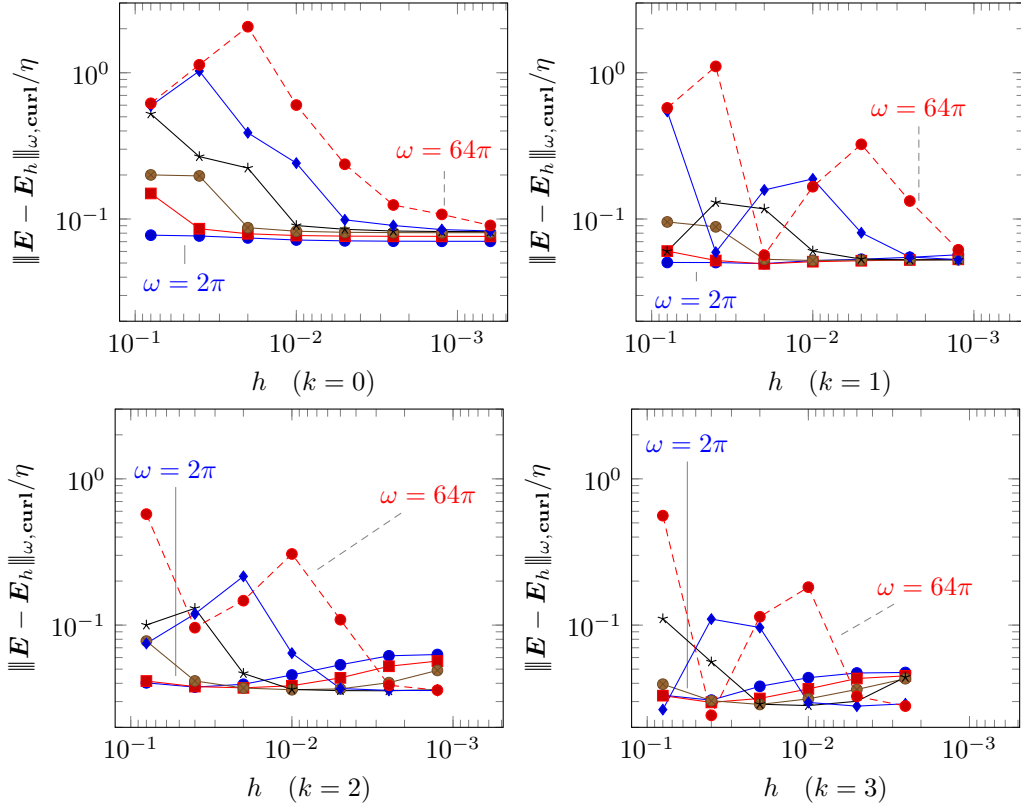 |||E − E_h|||_{ω,curl}/η
10^0
10^{−1}
ω = 64π
ω = 2π
10^{−1}
10^{−2}
10^{−3}
h (k = 0)
|||E − E_h|||_{ω,curl}/η
10^0
10^{−1}
ω = 64π
ω = 2π
10^{−1}
10^{−2}
10^{−3}
h (k = 1)
|||E − E_h|||_{ω,curl}/η
10^0
10^{−1}
ω = 2π
ω = 64π
10^{−1}
10^{−2}
10^{−3}
h (k = 2)
|||E − E_h|||_{ω,curl}/η
10^0
10^{−1}
ω = 2π
ω = 64π
10^{−1}
10^{−2}
10^{−3}
h (k = 3)